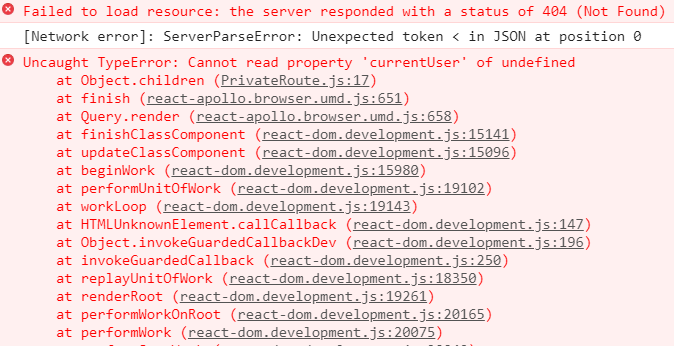 Failed to load resource: the server responded with a status of 404 (Not Found)
[Network error]: ServerParseError: Unexpected token < in JSON at position 0
Uncaught TypeError: Cannot read property 'currentUser' of undefined
at Object.children (PrivateRoute.js:17)
at finish (react-apollo.browser.umd.js:651)
at Query.render (react-apollo.browser.umd.js:658)
at finishClassComponent (react-dom.development.js:15141)
at updateClassComponent (react-dom.development.js:15096)
at beginWork (react-dom.development.js:15980)
at performUnitOfWork (react-dom.development.js:19102)
at workLoop (react-dom.development.js:19143)
at HTMLUnknownElement.callCallback (react-dom.development.js:147)
at Object.invokeGuardedCallbackDev (react-dom.development.js:196)
at invokeGuardedCallback (react-dom.development.js:250)
at replayUnitOfWork (react-dom.development.js:18350)
at renderRoot (react-dom.development.js:19261)
at performWorkOnRoot (react-dom.development.js:20165)
at performWork (react-dom.development.js:20075)